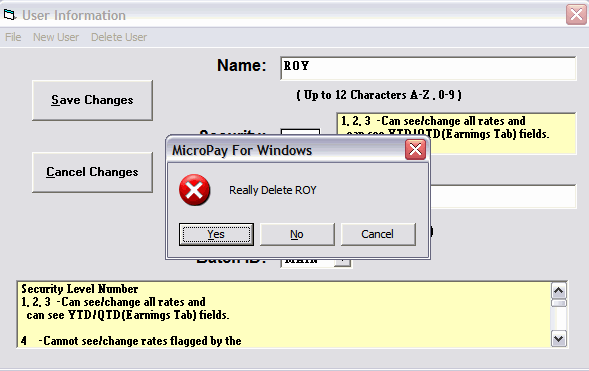 User Information
File New User Delete User
Name: ROY
Save Changes
( Up to 12 Characters A-Z , 0-9 )
1, 2, 3 -Can see/change all rates and
can see YTD/QTD(Earnings Tab) fields.
Security:
MicroPay For Windows
Cancel Changes
Really Delete ROY
Yes No Cancel
)
Batch ID: MAIN
Security Level Number
1, 2, 3 -Can see/change all rates and
can see YTD/QTD(Earnings Tab) fields.
4 -Cannot see/change rates flagged by the